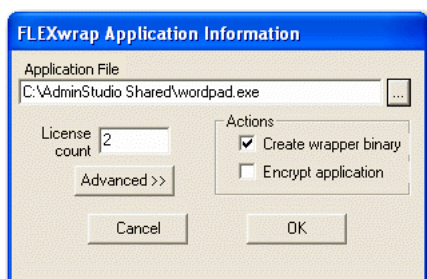 FLEXwrap Application Information
Application File
C:\AdminStudio Shared\wordpad.exe ...
License count 2
Advanced >>
Actions
Create wrapper binary
Encrypt application
Cancel OK